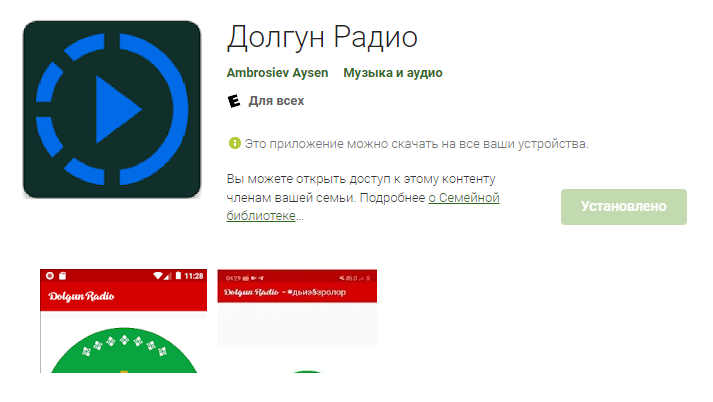 Долгун Радио
Ambrosiev Aysen Музыка и аудио
E Для всех
Это приложение можно скачать на все ваши устройства.
Вы можете открыть доступ к этому контенту
членам вашей семьи. Подробнее о Семейной
библиотеке…
Установлено
11:28
Dolgun Radio
04:29
Dolgun Radio